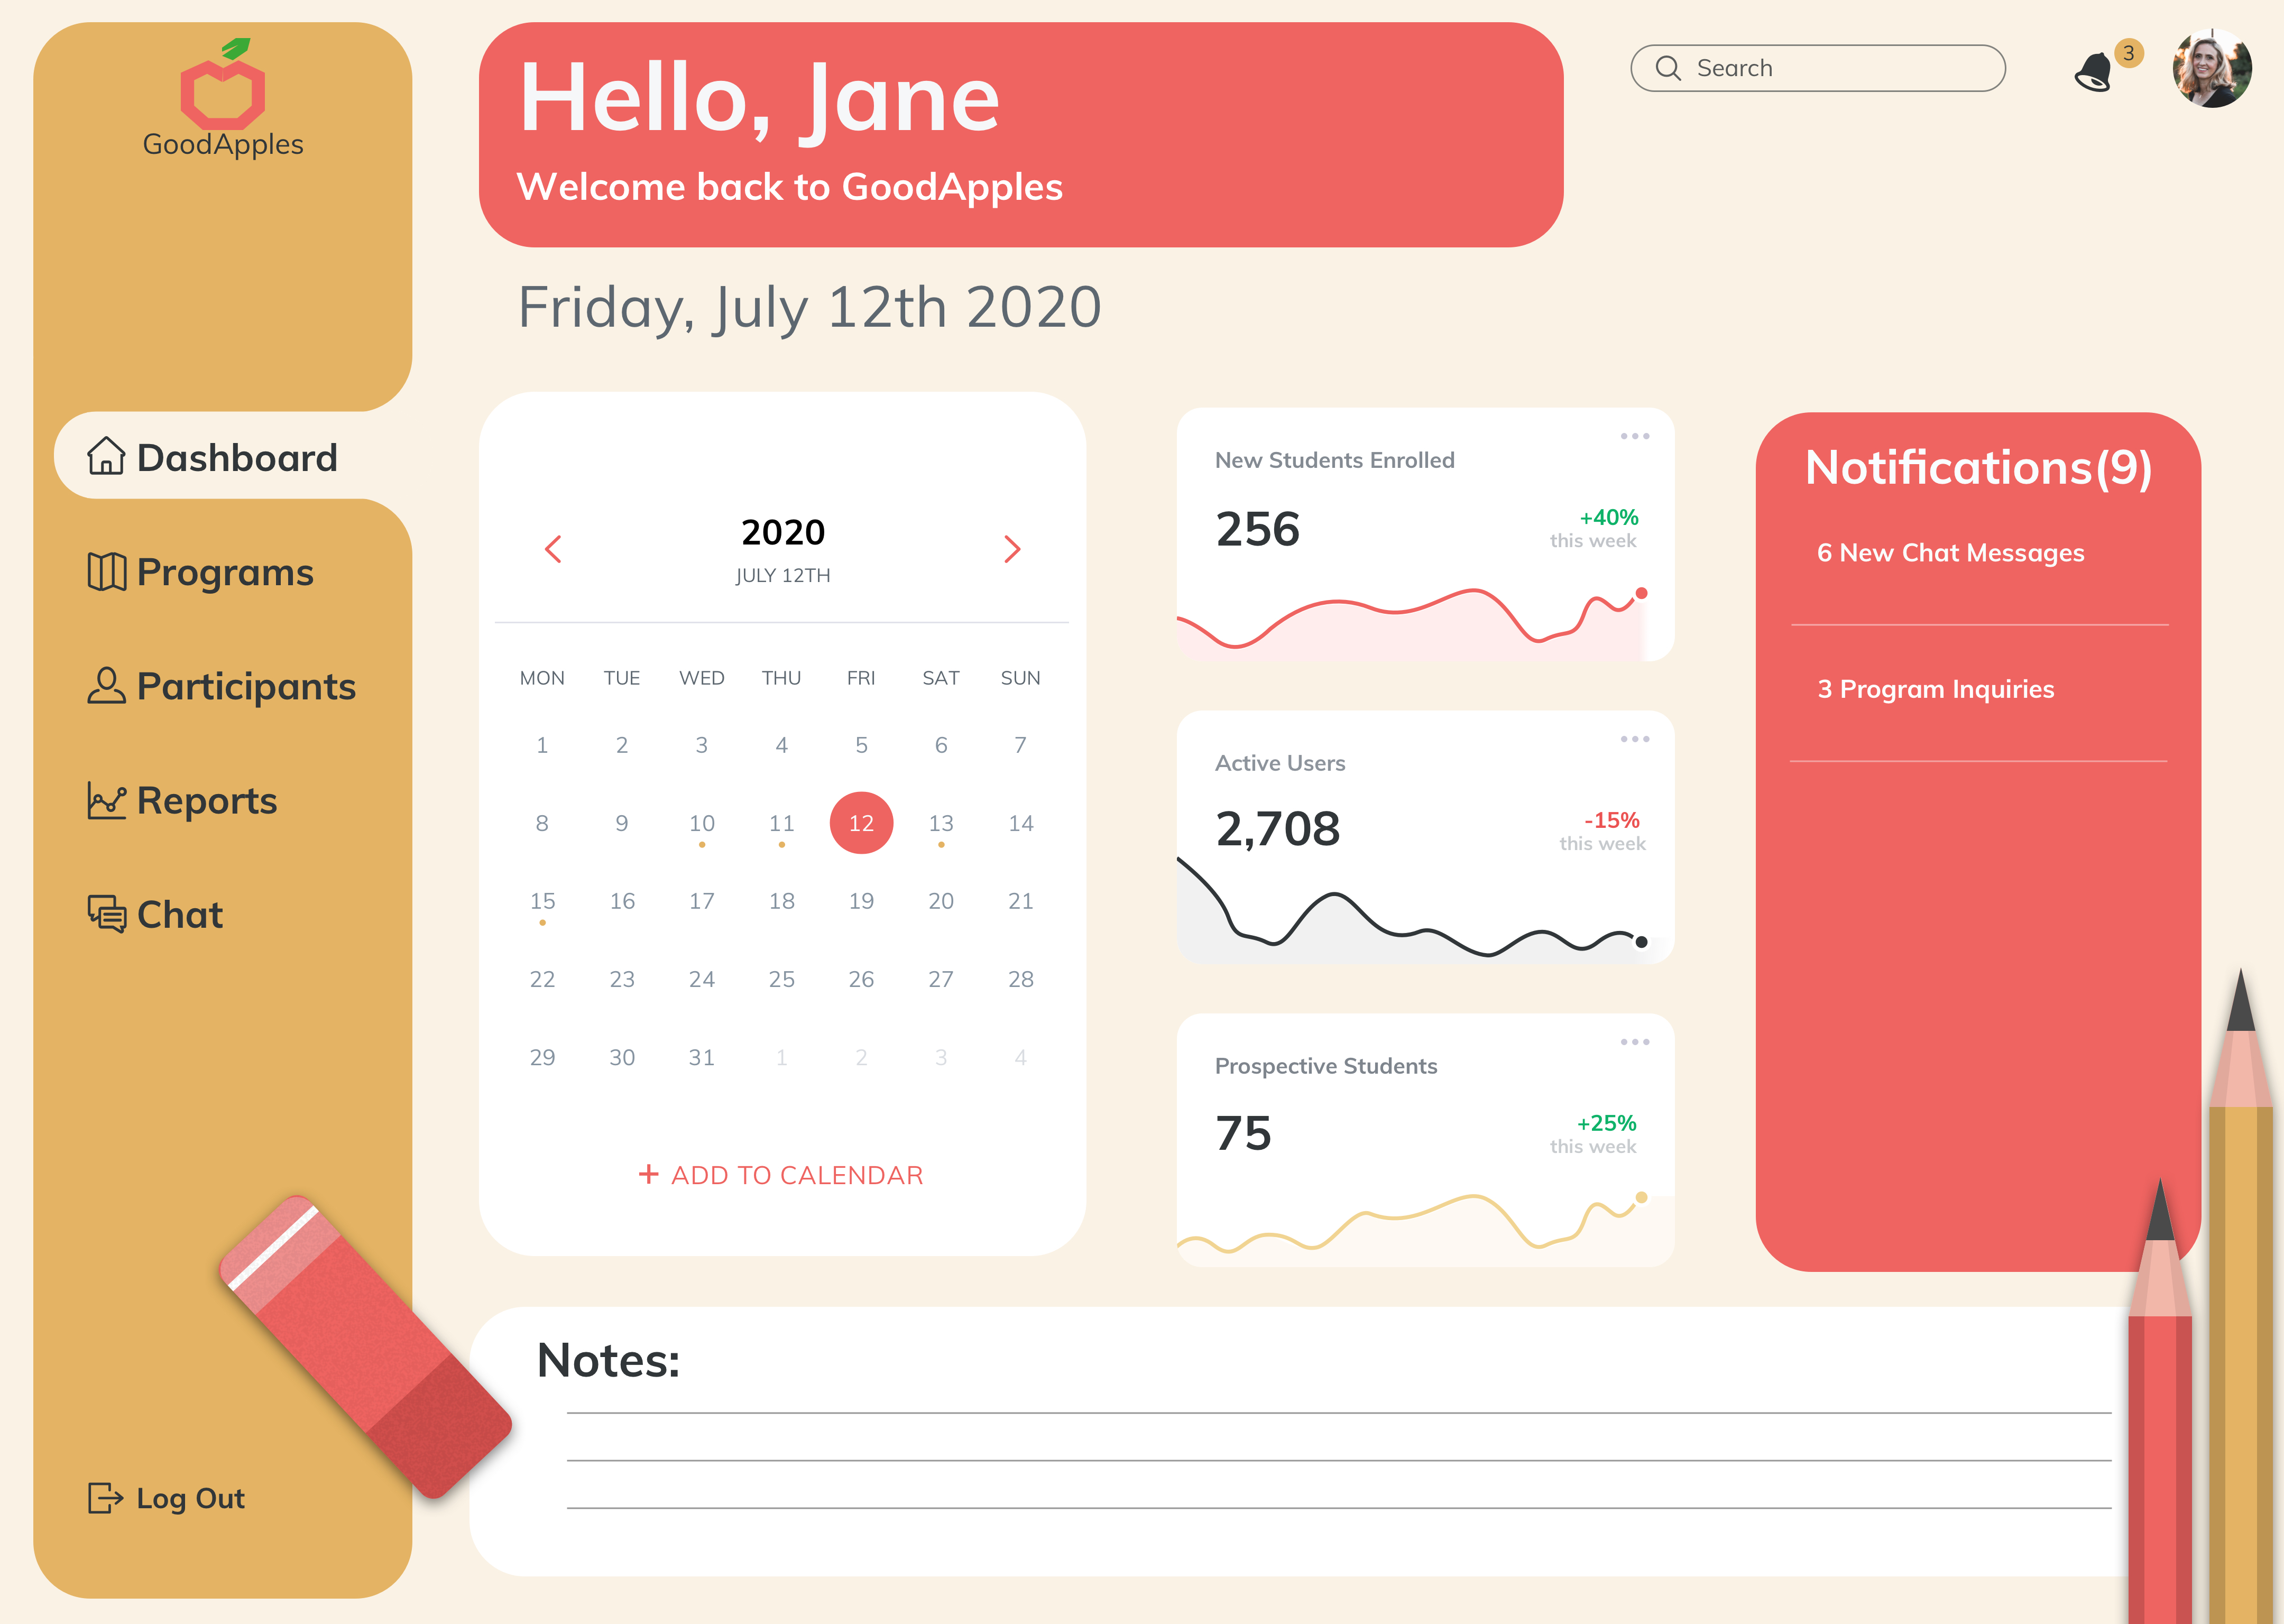 GoodApples
Dashboard
Programs
Participants
Reports
Chat
Log Out
Hello, Jane
Welcome back to GoodApples
Search
3
Friday, July 12th 2020
2020
JULY 12TH
MON TUE WED THU FRI SAT SUN
1 2 3 4 5 6 7
8 9 10 11 12 13 14
15 16 17 18 19 20 21
22 23 24 25 26 27 28
29 30 31 1 2 3 4
+ ADD TO CALENDAR
New Students Enrolled
256
+40%
this week
Active Users
2,708
-15%
this week
Prospective Students
75
+25%
this week
Notifications(9)
6 New Chat Messages
3 Program Inquiries
Notes: